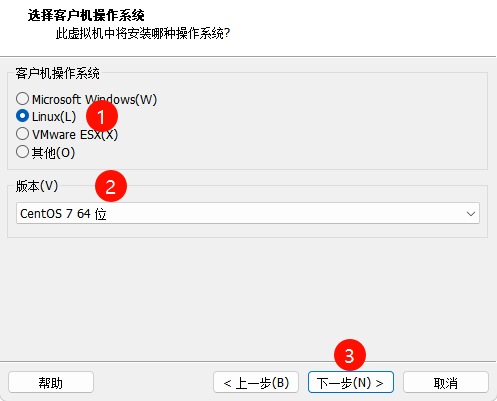 选择客户机操作系统
此虚拟机中将安装哪种操作系统?
客户机操作系统
Microsoft Windows(W)
Linux(L)
1
VMware ESX(X)
其他(O)
版本(V)
2
CentOS 7 64 位
3
帮助
< 上一步(B)
下一步(N) >
取消